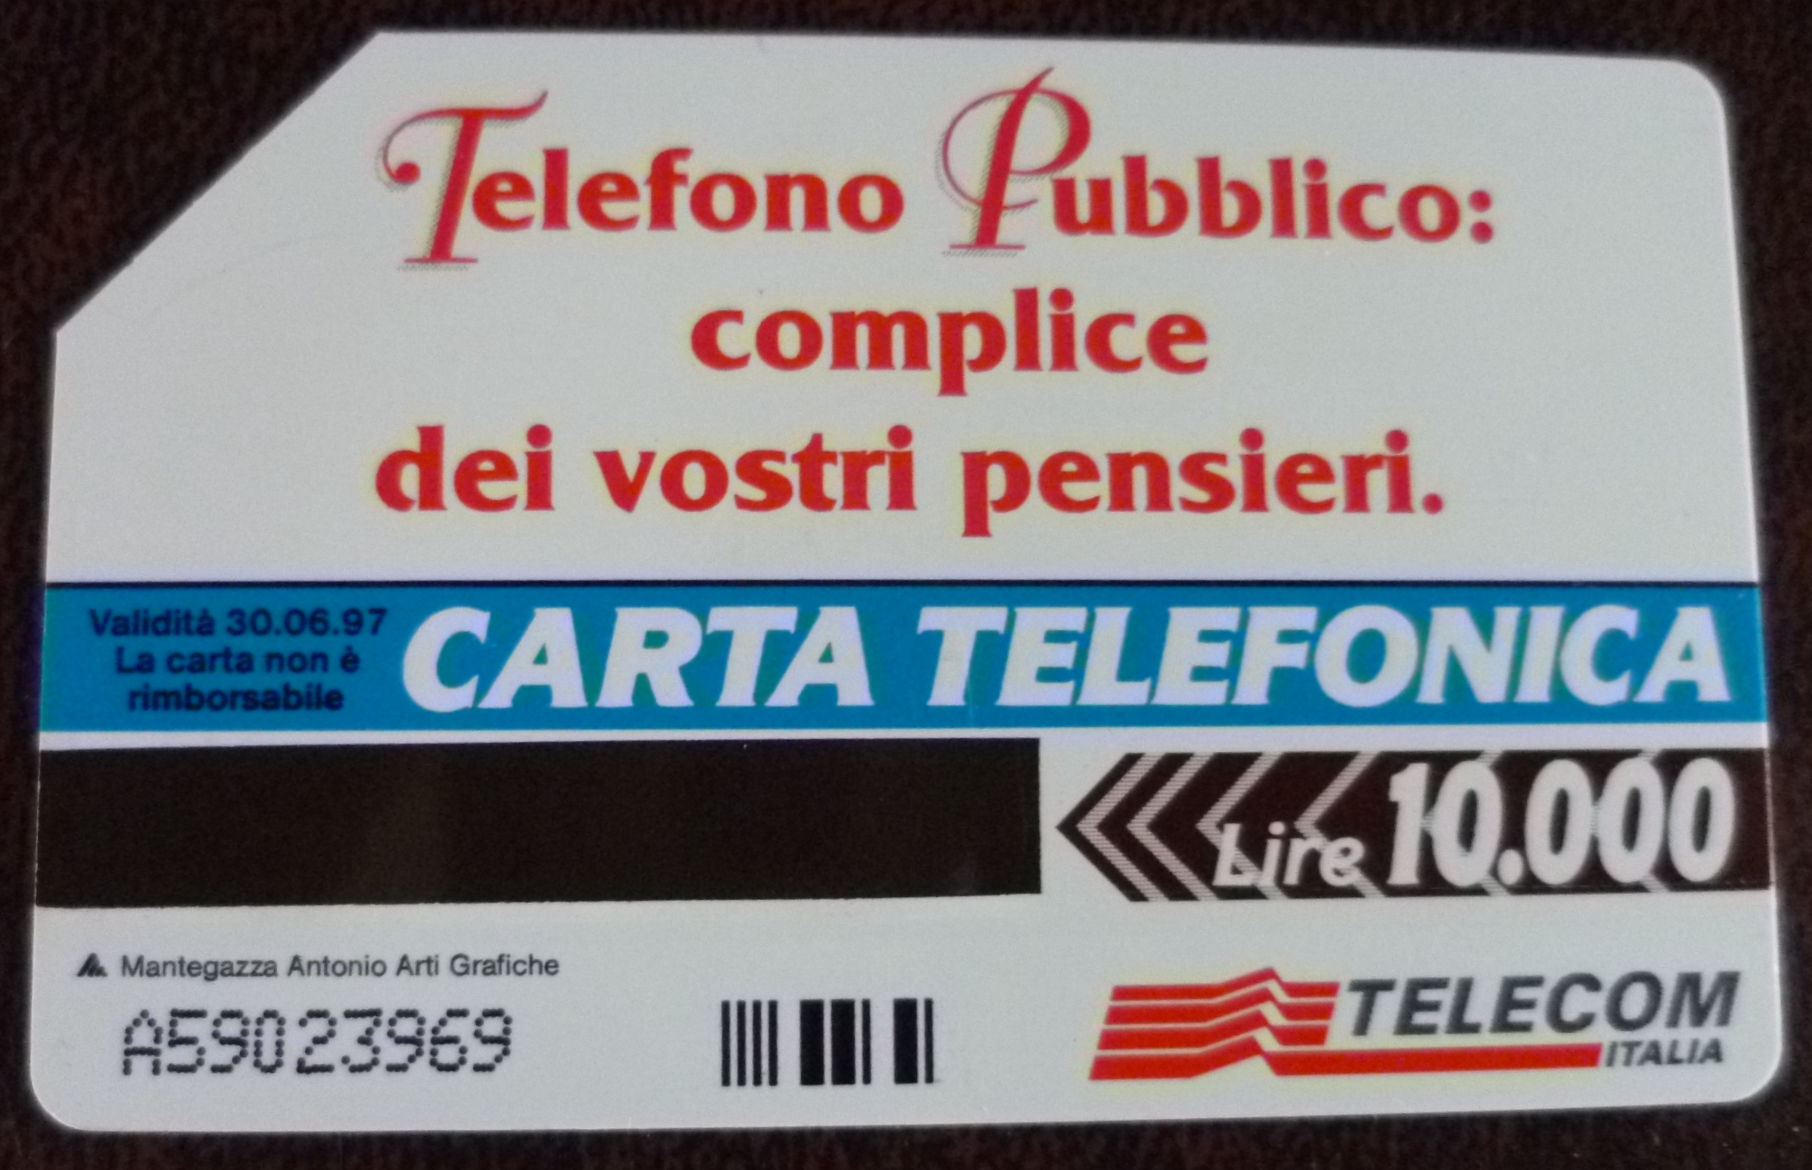 Telefono Pubblico:
complice
dei vostri pensieri.
Validità 30.06.97
La carta non è
rimborsabile
CARTA TELEFONICA
Lire 10.000
Mantegazza Antonio Arti Grafiche
A59023969
TELECOM
ITALIA